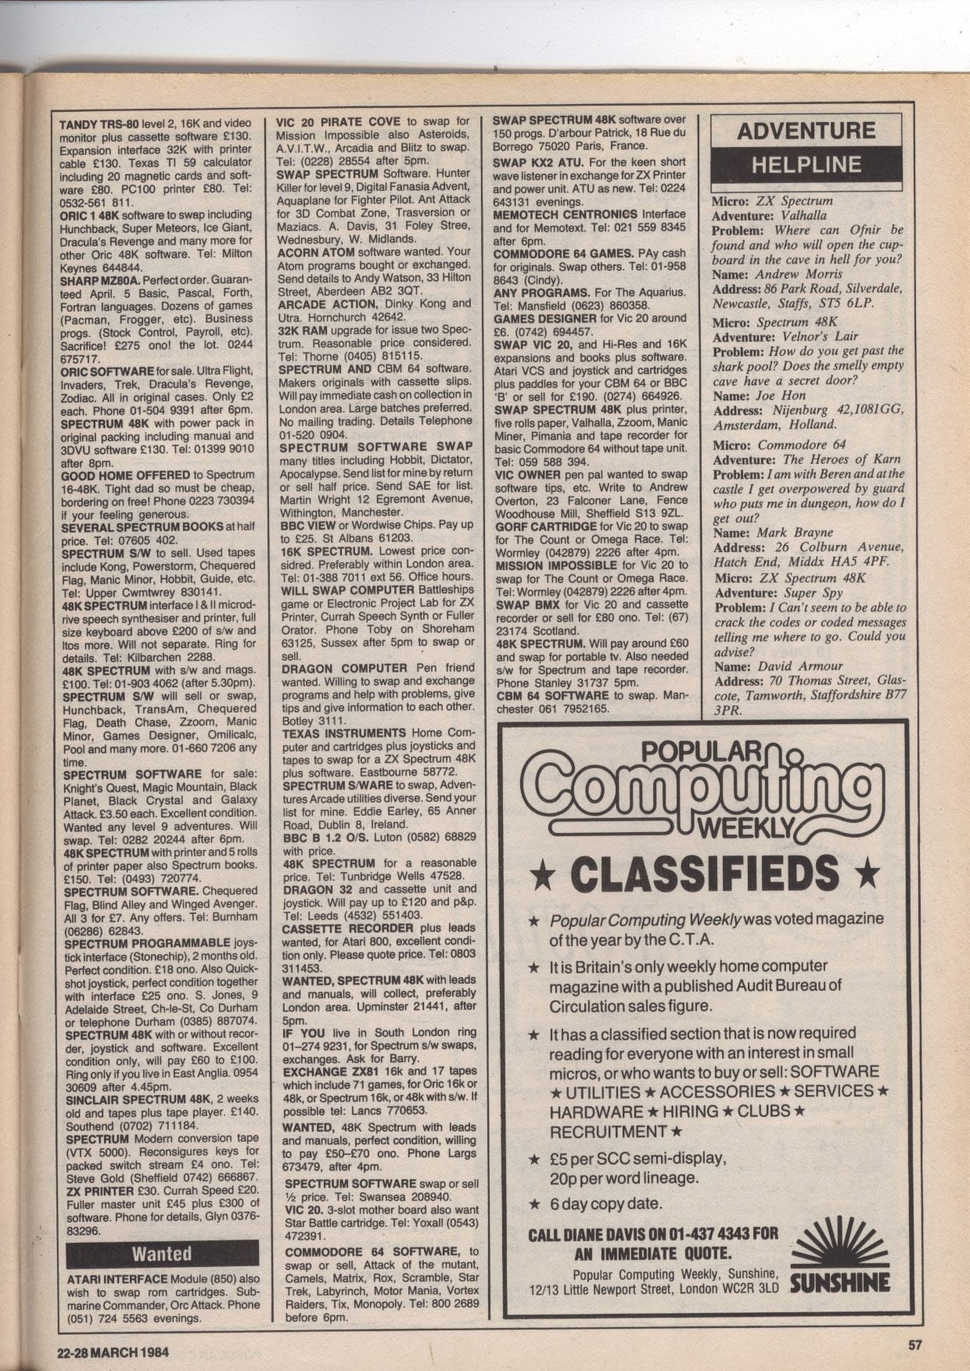 TANDY TRS-80 level 2, 16K and video
monitor plus cassette software £130.
Expansion interface 32K with printer
cable £130. Texas TI 59 calculator
including 20 magnetic cards and soft-
ware £80. PC100 printer £80. Tel:
0532-561 811.
ORIC 1 48K software to swap including
Hunchback, Super Meteors, Ice Giant,
Dracula's Revenge and many more for
other Oric 48K software. Tel: Milton
Keynes 644844.
SHARP MZ80A. Perfect order. Guaran-
teed April. 5 Basic, Pascal, Forth,
Fortran languages. Dozens of games
(Pacman, Frogger, etc). Business
progs. (Stock Control, Payroll, etc).
Sacrifice! £275 ono! the lot. 0244
675717.
ORIC SOFTWARE for sale. Ultra Flight,
Invaders, Trek, Dracula's Revenge,
Zodiac. All in original cases. Only £2
each. Phone 01-504 9391 after 6pm.
SPECTRUM 48K with power pack in
original packing including manual and
3DVU software £130. Tel: 01399 9010
after 8pm.
GOOD HOME OFFERED to Spectrum
16-48K. Tight dad so must be cheap,
bordering on free! Phone 0223 730394
if your feeling generous.
SEVERAL SPECTRUM BOOKS at half
price. Tel: 07605 402.
SPECTRUM S/W to sell. Used tapes
include Kong, Powerstorm, Chequered
Flag, Manic Minor, Hobbit, Guide, etc.
Tel: Upper Cwmtwrey 830141.
48K SPECTRUM interface I & II microd-
rive speech synthesiser and printer, full
size keyboard above £200 of s/w and
ltos more. Will not separate. Ring for
details. Tel: Kilbarchen 2288.
48K SPECTRUM with s/w and mags.
£100. Tel: 01-903 4062 (after 5.30pm).
SPECTRUM S/W will sell or swap,
Hunchback, TransAm, Chequered
Flag, Death Chase, Zzoom, Manic
Minor, Games Designer, Omilicalc,
Pool and many more. 01-660 7206 any
time.
SPECTRUM SOFTWARE for sale:
Knight's Quest, Magic Mountain, Black
Planet, Black Crystal and Galaxy
Attack. £3.50 each. Excellent condition.
Wanted any level 9 adventures. Will
swap. Tel: 0282 20244 after 6pm.
48K SPECTRUM with printer and 5 rolls
of printer paper also Spectrum books.
£150. Tel: (0493) 720774.
SPECTRUM SOFTWARE. Chequered
Flag, Blind Alley and Winged Avenger.
All 3 for £7. Any offers. Tel: Burnham
(06286) 62843.
SPECTRUM PROGRAMMABLE joys-
tick interface (Stonechip), 2 months old.
Perfect condition. £18 ono. Also Quick-
shot joystick, perfect condition together
with interface £25 ono. S. Jones, 9
Adelaide Street, Ch-le-St, Co Durham
or telephone Durham (0385) 887074.
SPECTRUM 48K with or without recor-
der, joystick and software. Excellent
condition only, will pay £60 to £100.
Ring only if you live in East Anglia. 0954
30609 after 4.45pm.
SINCLAIR SPECTRUM 48K, 2 weeks
old and tapes plus tape player. £140.
Southend (0702) 711184.
SPECTRUM Modern conversion tape
(VTX 5000). Reconsigures keys for
packed switch stream £4 ono. Tel:
Steve Gold (Sheffield 0742) 666867.
ZX PRINTER £30. Currah Speed £20.
Fuller master unit £45 plus £300 of
software. Phone for details, Glyn 0376-
83296.
Wanted
ATARI INTERFACE Module (850) also
wish to swap rom cartridges. Sub-
marine Commander, Orc Attack. Phone
(051) 724 5563 evenings.
VIC 20 PIRATE COVE to swap for
Mission Impossible also Asteroids,
A.V.I.T.W., Arcadia and Blitz to swap.
Tel: (0228) 28554 after 5pm.
SWAP SPECTRUM Software. Hunter
Killer for level 9, Digital Fanasia Advent,
Aquaplane for Fighter Pilot. Ant Attack
for 3D Combat Zone, Trasversion or
Maziacs. A. Davis, 31 Foley Stree,
Wednesbury, W. Midlands.
ACORN ATOM software wanted. Your
Atom programs bought or exchanged.
Send details to Andy Watson, 33 Hilton
Street, Aberdeen AB2 3QT.
ARCADE ACTION, Dinky Kong and
Utra. Hornchurch 42642.
32K RAM upgrade for issue two Spec-
trum. Reasonable price considered.
Tel: Thorne (0405) 815115.
SPECTRUM AND CBM 64 software.
Makers originals with cassette slips.
Will pay immediate cash on collection in
London area. Large batches preferred.
No mailing trading. Details Telephone
01-520 0904.
SPECTRUM SOFTWARE SWAP
many titles including Hobbit, Dictator,
Apocalypse. Send list for mine by return
or sell half price. Send SAE for list.
Martin Wright 12 Egremont Avenue,
Withington, Manchester.
BBC VIEW or Wordwise Chips. Pay up
to £25. St Albans 61203.
16K SPECTRUM. Lowest price con-
sidred. Preferably within London area.
Tel: 01-388 7011 ext 56. Office hours.
WILL SWAP COMPUTER Battleships
game or Electronic Project Lab for ZX
Printer, Currah Speech Synth or Fuller
Orator. Phone Toby on Shoreham
63125, Sussex after 5pm to swap or
sell.
DRAGON COMPUTER Pen friend
wanted. Willing to swap and exchange
programs and help with problems, give
tips and give information to each other.
Botley 3111.
TEXAS INSTRUMENTS Home Com-
puter and cartridges plus joysticks and
tapes to swap for a ZX Spectrum 48K
plus software. Eastbourne 58772.
SPECTRUM S/WARE to swap, Adven-
tures Arcade utilities diverse. Send your
list for mine. Eddie Earley, 65 Anner
Road, Dublin 8, Ireland.
BBC B 1.2 O/S. Luton (0582) 68829
with price.
48K SPECTRUM for a reasonable
price. Tel: Tunbridge Wells 47528.
DRAGON 32 and cassette unit and
joystick. Will pay up to £120 and p&p.
Tel: Leeds (4532) 551403.
CASSETTE RECORDER plus leads
wanted, for Atari 800, excellent condi-
tion only. Please quote price. Tel: 0803
311453.
WANTED, SPECTRUM 48K with leads
and manuals, will collect, preferably
London area. Upminster 21441, after
5pm.
IF YOU live in South London ring
01–274 9231, for Spectrum s/w swaps,
exchanges. Ask for Barry.
EXCHANGE ZX81 16k and 17 tapes
which include 71 games, for Oric 16k or
48k, or Spectrum 16k, or 48k with s/w. If
possible tel: Lancs 770653.
WANTED, 48K Spectrum with leads
and manuals, perfect condition, willing
to pay £50–£70 ono. Phone Largs
673479, after 4pm.
SPECTRUM SOFTWARE swap or sell
½ price. Tel: Swansea 208940.
VIC 20. 3-slot mother board also want
Star Battle cartridge. Tel: Yoxall (0543)
472391.
COMMODORE 64 SOFTWARE, to
swap or sell, Attack of the mutant,
Camels, Matrix, Rox, Scramble, Star
Trek, Labyrinch, Motor Mania, Vortex
Raiders, Tix, Monopoly. Tel: 800 2689
before 6pm.
SWAP SPECTRUM 48K software over
150 progs. D'arbour Patrick, 18 Rue du
Borrego 75020 Paris, France.
SWAP KX2 ATU. For the keen short
wave listener in exchange for ZX Printer
and power unit. ATU as new. Tel: 0224
643131 evenings.
MEMOTECH CENTRONICS Interface
and for Memotext. Tel: 021 559 8345
after 6pm.
COMMODORE 64 GAMES. PAy cash
for originals. Swap others. Tel: 01-958
8643 (Cindy).
ANY PROGRAMS. For The Aquarius.
Tel: Mansfield (0623) 860358.
GAMES DESIGNER for Vic 20 around
£6. (0742) 694457.
SWAP VIC 20, and Hi-Res and 16K
expansions and books plus software.
Atari VCS and joystick and cartridges
plus paddles for your CBM 64 or BBC
'B' or sell for £190. (0274) 664926.
SWAP SPECTRUM 48K plus printer,
five rolls paper, Valhalla, Zzoom, Manic
Miner, Pimania and tape recorder for
basic Commodore 64 without tape unit.
Tel: 059 588 394.
VIC OWNER pen pal wanted to swap
software tips, etc. Write to Andrew
Overton, 23 Falconer Lane, Fence
Woodhouse Mill, Sheffield S13 9ZL.
GORF CARTRIDGE for Vic 20 to swap
for The Count or Omega Race. Tel:
Wormley (042879) 2226 after 4pm.
MISSION IMPOSSIBLE for Vic 20 to
swap for The Count or Omega Race.
Tel: Wormley (042879) 2226 after 4pm.
SWAP BMX for Vic 20 and cassette
recorder or sell for £80 ono. Tel: (67)
23174 Scotland.
48K SPECTRUM. Will pay around £60
and swap for portable tv. Also needed
s/w for Spectrum and tape recorder.
Phone Stanley 31737 5pm.
CBM 64 SOFTWARE to swap. Man-
chester 061 7952165.
ADVENTURE
HELPLINE
Micro: ZX Spectrum
Adventure: Valhalla
Problem: Where can Ofnir be
found and who will open the cup-
board in the cave in hell for you?
Name: Andrew Morris
Address: 86 Park Road, Silverdale,
Newcastle, Staffs, ST5 6LP.
Micro: Spectrum 48K
Adventure: Velnor's Lair
Problem: How do you get past the
shark pool? Does the smelly empty
cave have a secret door?
Name: Joe Hon
Address: Nijenburg 42,1081GG,
Amsterdam, Holland.
Micro: Commodore 64
Adventure: The Heroes of Karn
Problem: I am with Beren and at the
castle I get overpowered by guard
who puts me in dungeon, how do I
get out?
Name: Mark Brayne
Address: 26 Colburn Avenue,
Hatch End, Middx HA5 4PF.
Micro: ZX Spectrum 48K
Adventure: Super Spy
Problem: I Can't seem to be able to
crack the codes or coded messages
telling me where to go. Could you
advise?
Name: David Armour
Address: 70 Thomas Street, Glas-
cote, Tamworth, Staffordshire B77
3PR.
POPULAR
Computing
WEEKLY
★ CLASSIFIEDS ★
★ Popular Computing Weekly was voted magazine
of the year by the C.T.A.
★ It is Britain's only weekly home computer
magazine with a published Audit Bureau of
Circulation sales figure.
★ It has a classified section that is now required
reading for everyone with an interest in small
micros, or who wants to buy or sell: SOFTWARE
★ UTILITIES ★ ACCESSORIES ★ SERVICES ★
HARDWARE ★ HIRING ★ CLUBS ★
RECRUITMENT ★
★ £5 per SCC semi-display,
20p per word lineage.
★ 6 day copy date.
CALL DIANE DAVIS ON 01-437 4343 FOR
AN IMMEDIATE QUOTE.
Popular Computing Weekly, Sunshine,
12/13 Little Newport Street, London WC2R 3LD
SUNSHINE
22-28 MARCH 1984
57